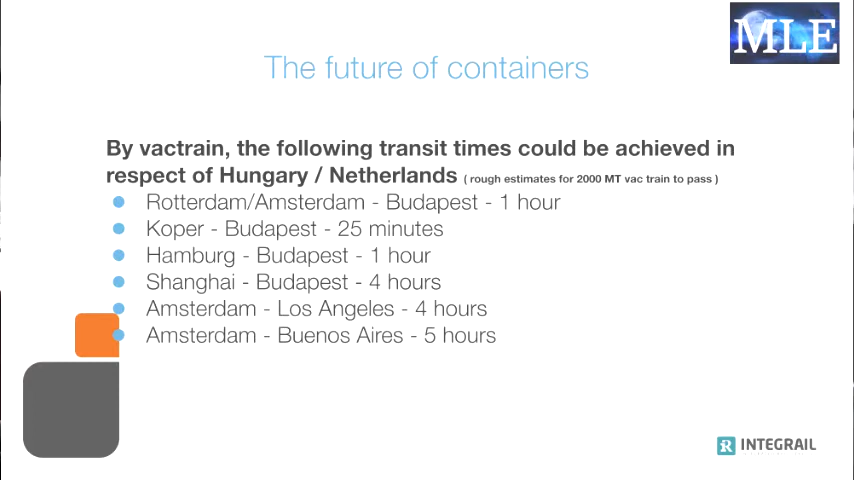 MLE
The future of containers
By vactrain, the following transit times could be achieved in
respect of Hungary / Netherlands ( rough estimates for 2000 MT vac train to pass )
Rotterdam/Amsterdam - Budapest - 1 hour
Koper - Budapest - 25 minutes
Hamburg - Budapest - 1 hour
Shanghai - Budapest - 4 hours
Amsterdam - Los Angeles - 4 hours
Amsterdam - Buenos Aires - 5 hours
R INTEGRAIL